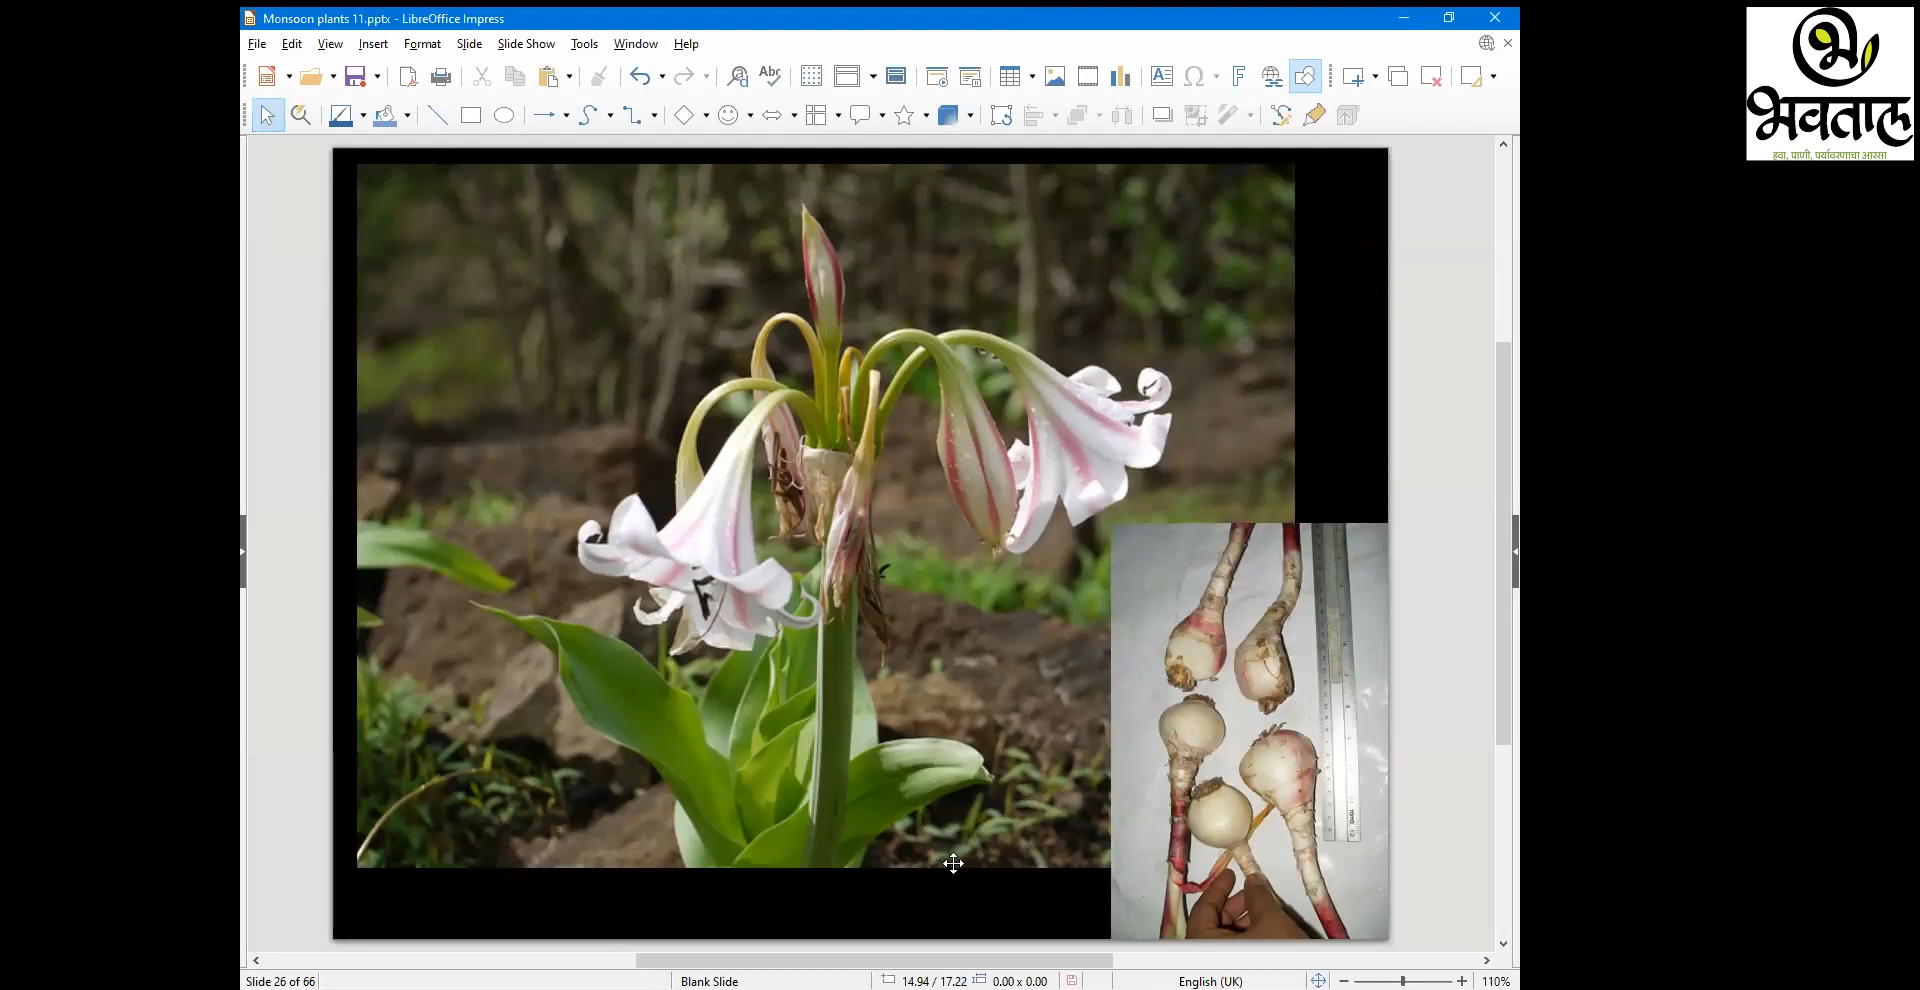 Monsoon plants 11.pptx - LibreOffice Impress
File Edit View Insert Format Slide Slide Show Tools Window Help
Abc
भवताल
हवा, पाणी, पर्यावरणाचा आरसा
Slide 26 of 66
Blank Slide
14.94 / 17.22
0.00 x 0.00
English (UK)
110%